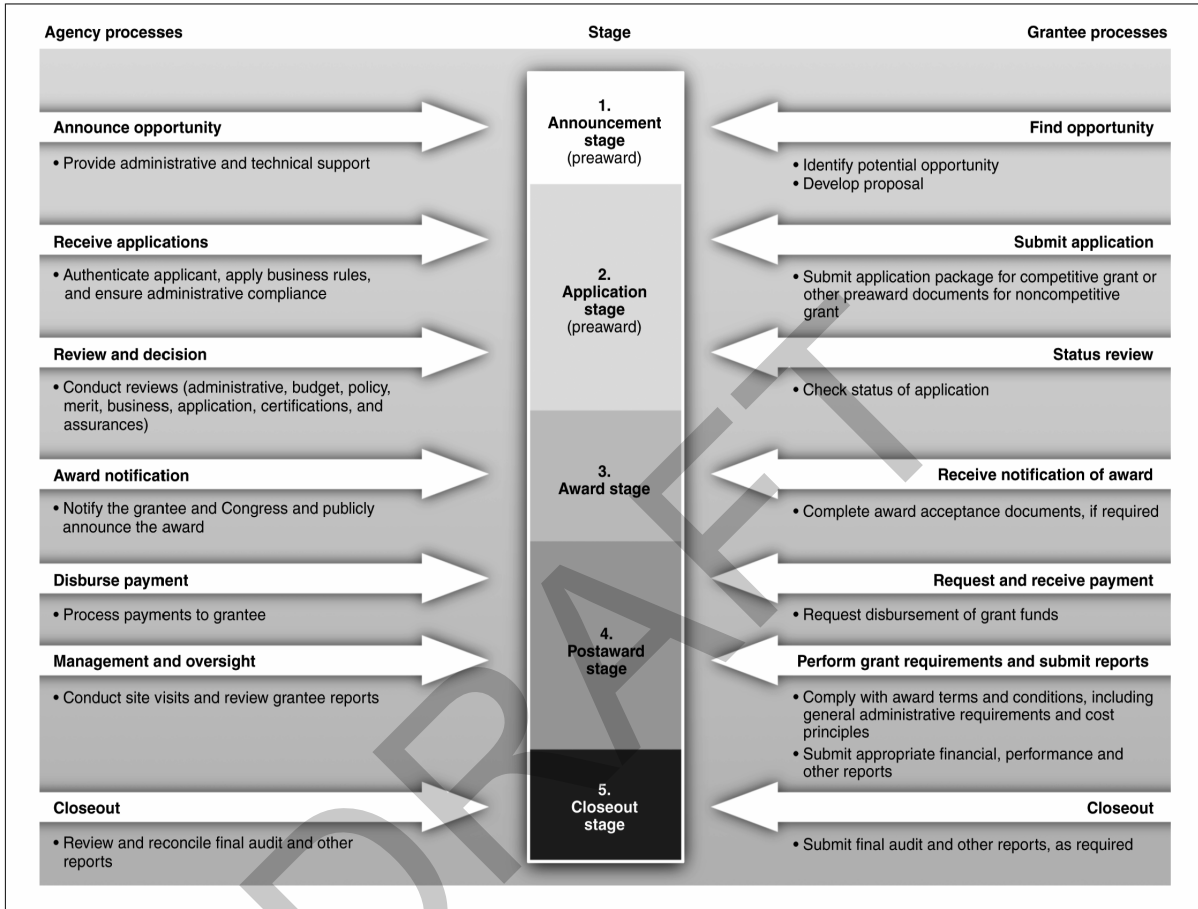 Agency processes
Stage
Grantee processes
1.
Announcement
stage
(preaward)
Announce opportunity
• Provide administrative and technical support
Find opportunity
• Identify potential opportunity
• Develop proposal
2.
Application
stage
(preaward)
Receive applications
• Authenticate applicant, apply business rules,
and ensure administrative compliance
Submit application
• Submit application package for competitive grant or
other preaward documents for noncompetitive
grant
Review and decision
• Conduct reviews (administrative, budget, policy,
merit, business, application, certifications, and
assurances)
Status review
• Check status of application
3.
Award stage
Award notification
• Notify the grantee and Congress and publicly
announce the award
Receive notification of award
• Complete award acceptance documents, if required
4.
Postaward
stage
Disburse payment
• Process payments to grantee
Request and receive payment
• Request disbursement of grant funds
Management and oversight
• Conduct site visits and review grantee reports
Perform grant requirements and submit reports
• Comply with award terms and conditions, including
general administrative requirements and cost
principles
• Submit appropriate financial, performance and
other reports
5.
Closeout
stage
Closeout
• Review and reconcile final audit and other
reports
Closeout
• Submit final audit and other reports, as required
DRAFT